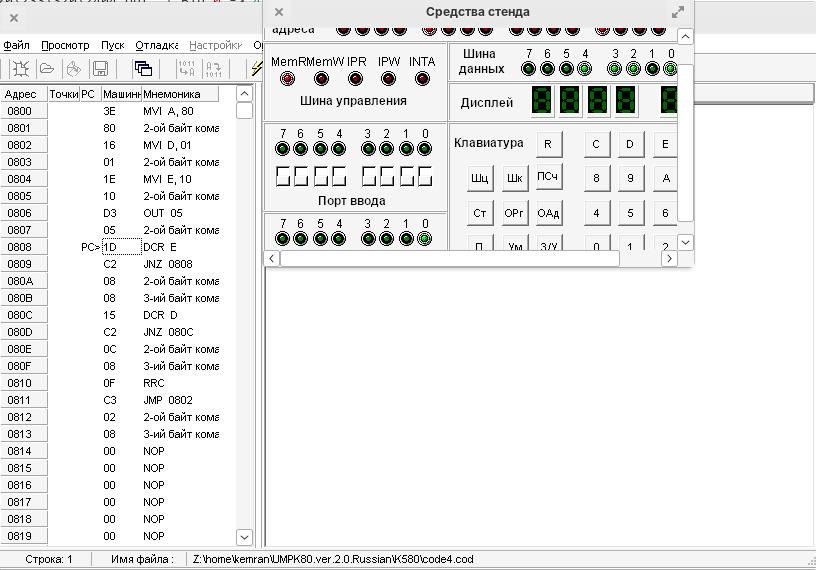 Средства стенда
Файл Просмотр Пуск Отладка Настройки
адреса
MemR MemW IPR IPW INTA
Шина управления
Шина данных
7 6 5 4 3 2 1 0
Дисплей
7 6 5 4 3 2 1 0
Порт ввода
7 6 5 4 3 2 1 0
Клавиатура R C D E
Шц Шк ПСч 8 9 A
Ст ОРг ОАд 4 5 6
П Ум З/У 0 1 2
Адрес Точки PC Машинн Мнемоника
0800 3E MVI A, 80
0801 80 2-ой байт кома
0802 16 MVI D, 01
0803 01 2-ой байт кома
0804 1E MVI E, 10
0805 10 2-ой байт кома
0806 D3 OUT 05
0807 05 2-ой байт кома
0808 PC> 1D DCR E
0809 C2 JNZ 0808
080A 08 2-ой байт кома
080B 08 3-ий байт кома
080C 15 DCR D
080D C2 JNZ 080C
080E 0C 2-ой байт кома
080F 08 3-ий байт кома
0810 0F RRC
0811 C3 JMP 0802
0812 02 2-ой байт кома
0813 08 3-ий байт кома
0814 00 NOP
0815 00 NOP
0816 00 NOP
0817 00 NOP
0818 00 NOP
0819 00 NOP
Строка: 1 Имя файла : Z:\home\kemran\UMPK80.ver.2.0.Russian\K580\code4.cod